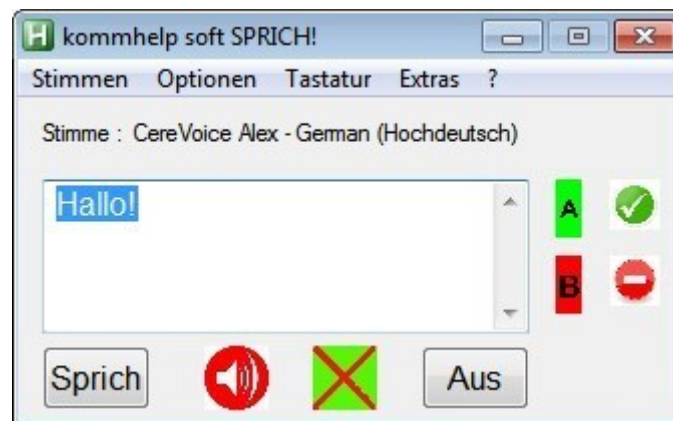 H kommhelp soft SPRICH!
Stimmen Optionen Tastatur Extras ?
Stimme : CereVoice Alex - German (Hochdeutsch)
Hallo!
A
B
Sprich Aus